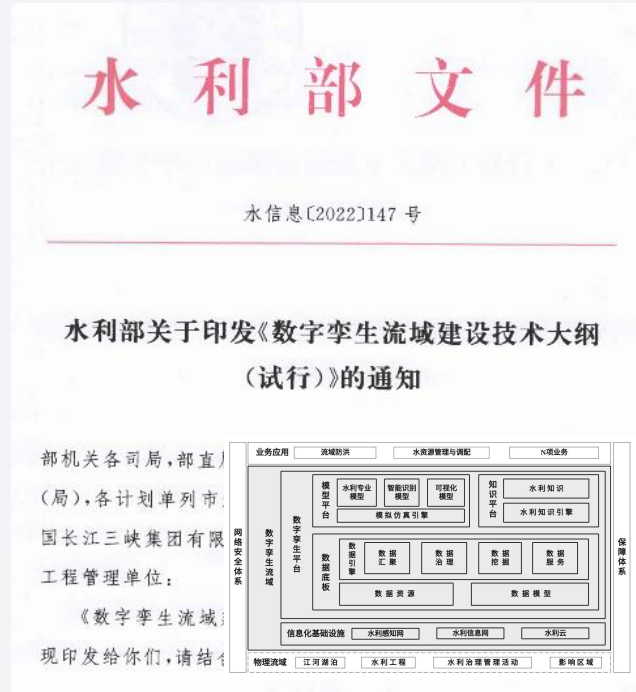 水利部文件
水信息〔2022〕147 号
水利部关于印发《数字孪生流域建设技术大纲
（试行）》的通知
部机关各司局,部直
（局）,各计划单列市
国长江三峡集团有限
工程管理单位：
《数字孪生流域
现印发给你们,请结
业务应用 流域防洪 水资源管理与调配 N项业务
网络安全体系
数字孪生流域
数字孪生平台
模型平台
水利专业模型 智能识别模型 可视化模型
模拟仿真引擎
知识平台
水利知识
水利知识引擎
数据底板
数据引擎
数据汇聚 数据治理 数据挖掘 数据服务
数据资源 数据模型
信息化基础设施 水利感知网 水利信息网 水利云
物理流域 江河湖泊 水利工程 水利治理管理活动 影响区域
保障体系